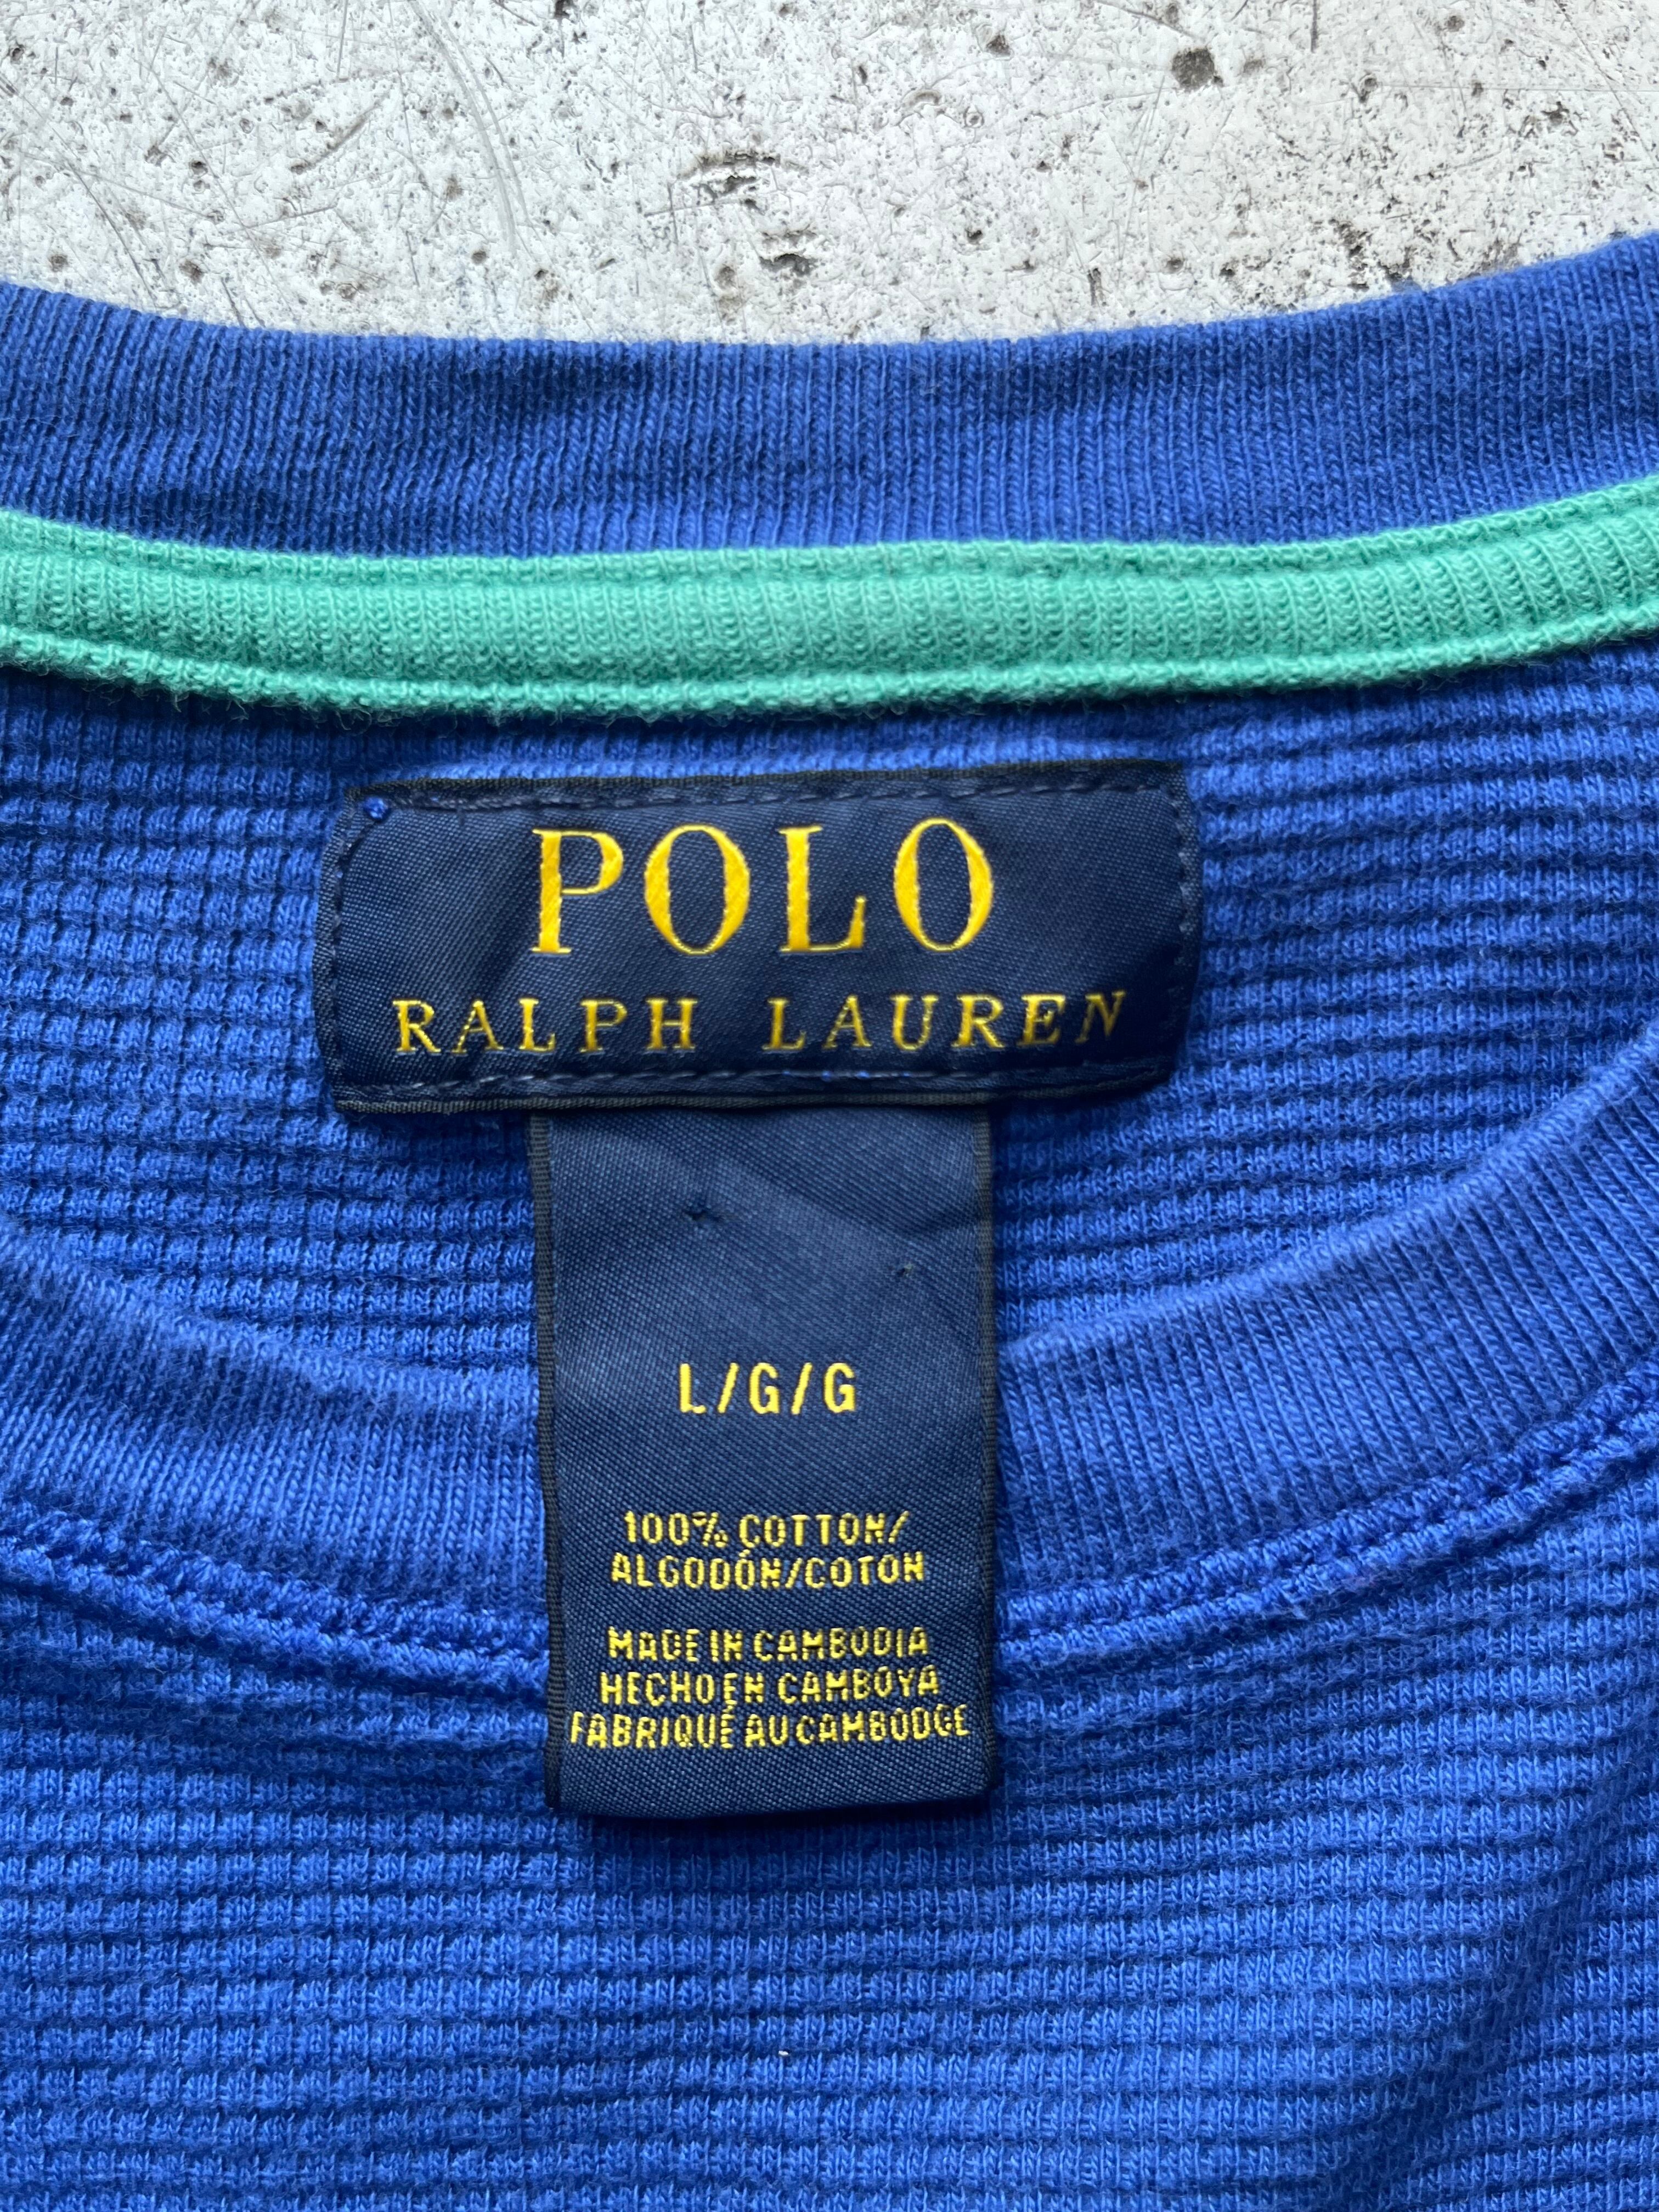 POLO
RALPH LAUREN
L/G/G
100% COTTON/
ALGODÓN/COTON
MADE IN CAMBODIA
HECHO EN CAMBOYA
FABRIQUÉ AU CAMBODGE